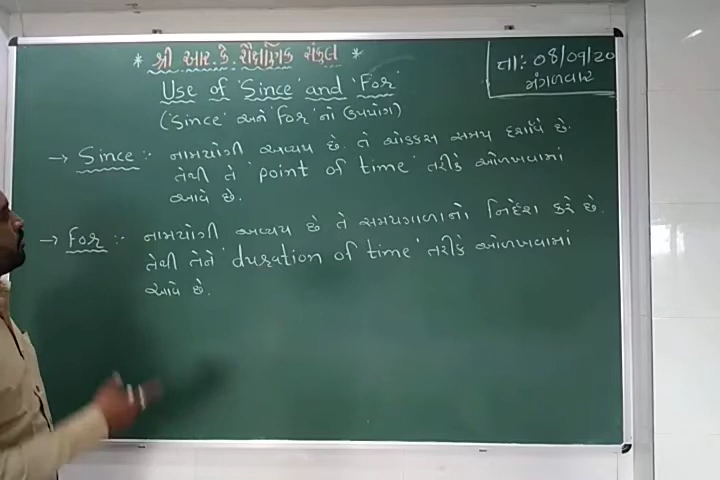 * શ્રી આર. કે. શૈક્ષણિક સંકુલ *
તા:- 08/09/20
મંગળવાર
Use of 'Since' and 'For'
('Since' અને 'For' નો ઉપયોગ)
→ Since :- નામયોગી અવ્યય છે. તે ચોક્કસ સમય દર્શાવે છે.
તેથી તે 'point of time' તરીકે ઓળખવામાં
આવે છે.
→ For :- નામયોગી અવ્યય છે તે સમયગાળાનો નિર્દેશ કરે છે.
તેથી તેને 'duration of time' તરીકે ઓળખવામાં
આવે છે.